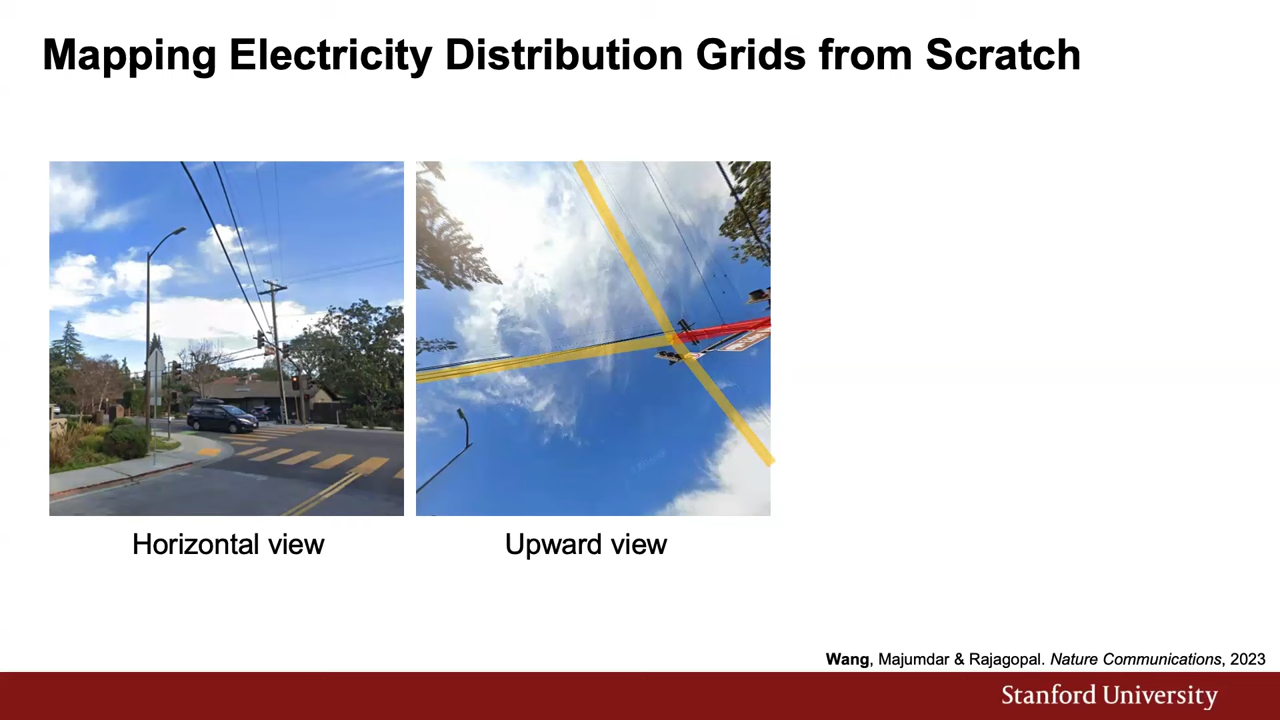 Mapping Electricity Distribution Grids from Scratch
Horizontal view
Upward view
Wang, Majumdar & Rajagopal. Nature Communications, 2023
Stanford University